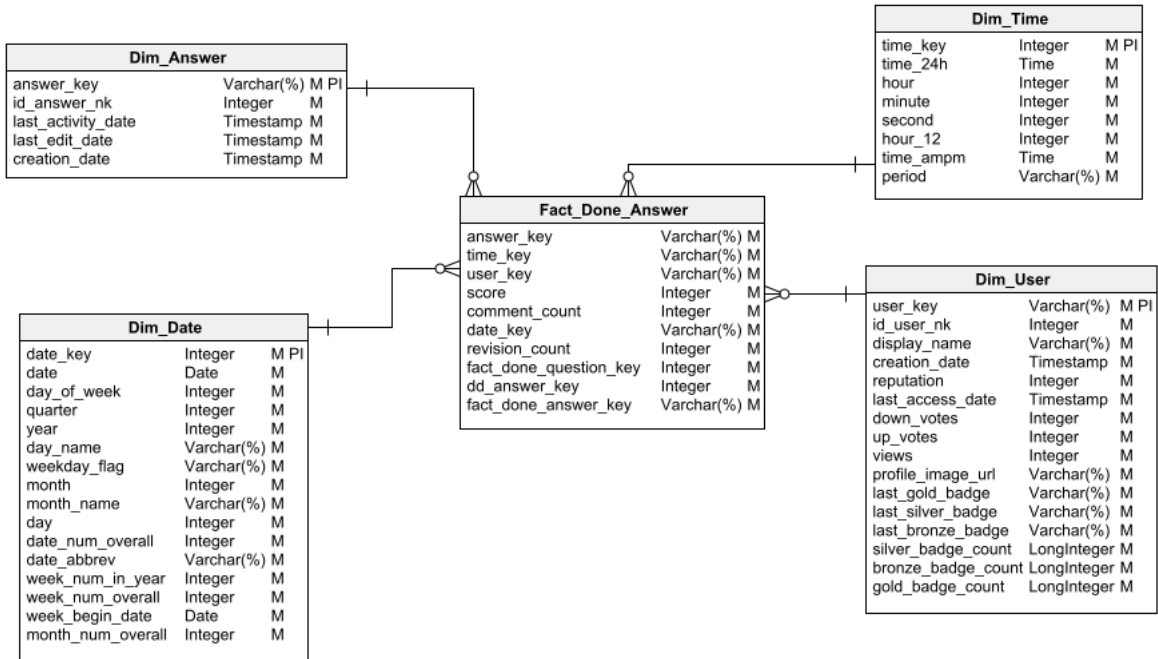 Dim_Answer
answer_key Varchar(%) M PI
id_answer_nk Integer M
last_activity_date Timestamp M
last_edit_date Timestamp M
creation_date Timestamp M
Dim_Time
time_key Integer M PI
time_24h Time M
hour Integer M
minute Integer M
second Integer M
hour_12 Integer M
time_ampm Time M
period Varchar(%) M
Fact_Done_Answer
answer_key Varchar(%) M
time_key Varchar(%) M
user_key Varchar(%) M
score Integer M
comment_count Integer M
date_key Varchar(%) M
revision_count Integer M
fact_done_question_key Integer M
dd_answer_key Integer M
fact_done_answer_key Varchar(%) M
Dim_Date
date_key Integer M PI
date Date M
day_of_week Integer M
quarter Integer M
year Integer M
day_name Varchar(%) M
weekday_flag Varchar(%) M
month Integer M
month_name Varchar(%) M
day Integer M
date_num_overall Integer M
date_abbrev Varchar(%) M
week_num_in_year Integer M
week_num_overall Integer M
week_begin_date Date M
month_num_overall Integer M
Dim_User
user_key Varchar(%) M PI
id_user_nk Integer M
display_name Varchar(%) M
creation_date Timestamp M
reputation Integer M
last_access_date Timestamp M
down_votes Integer M
up_votes Integer M
views Integer M
profile_image_url Varchar(%) M
last_gold_badge Varchar(%) M
last_silver_badge Varchar(%) M
last_bronze_badge Varchar(%) M
silver_badge_count LongInteger M
bronze_badge_count LongInteger M
gold_badge_count LongInteger M